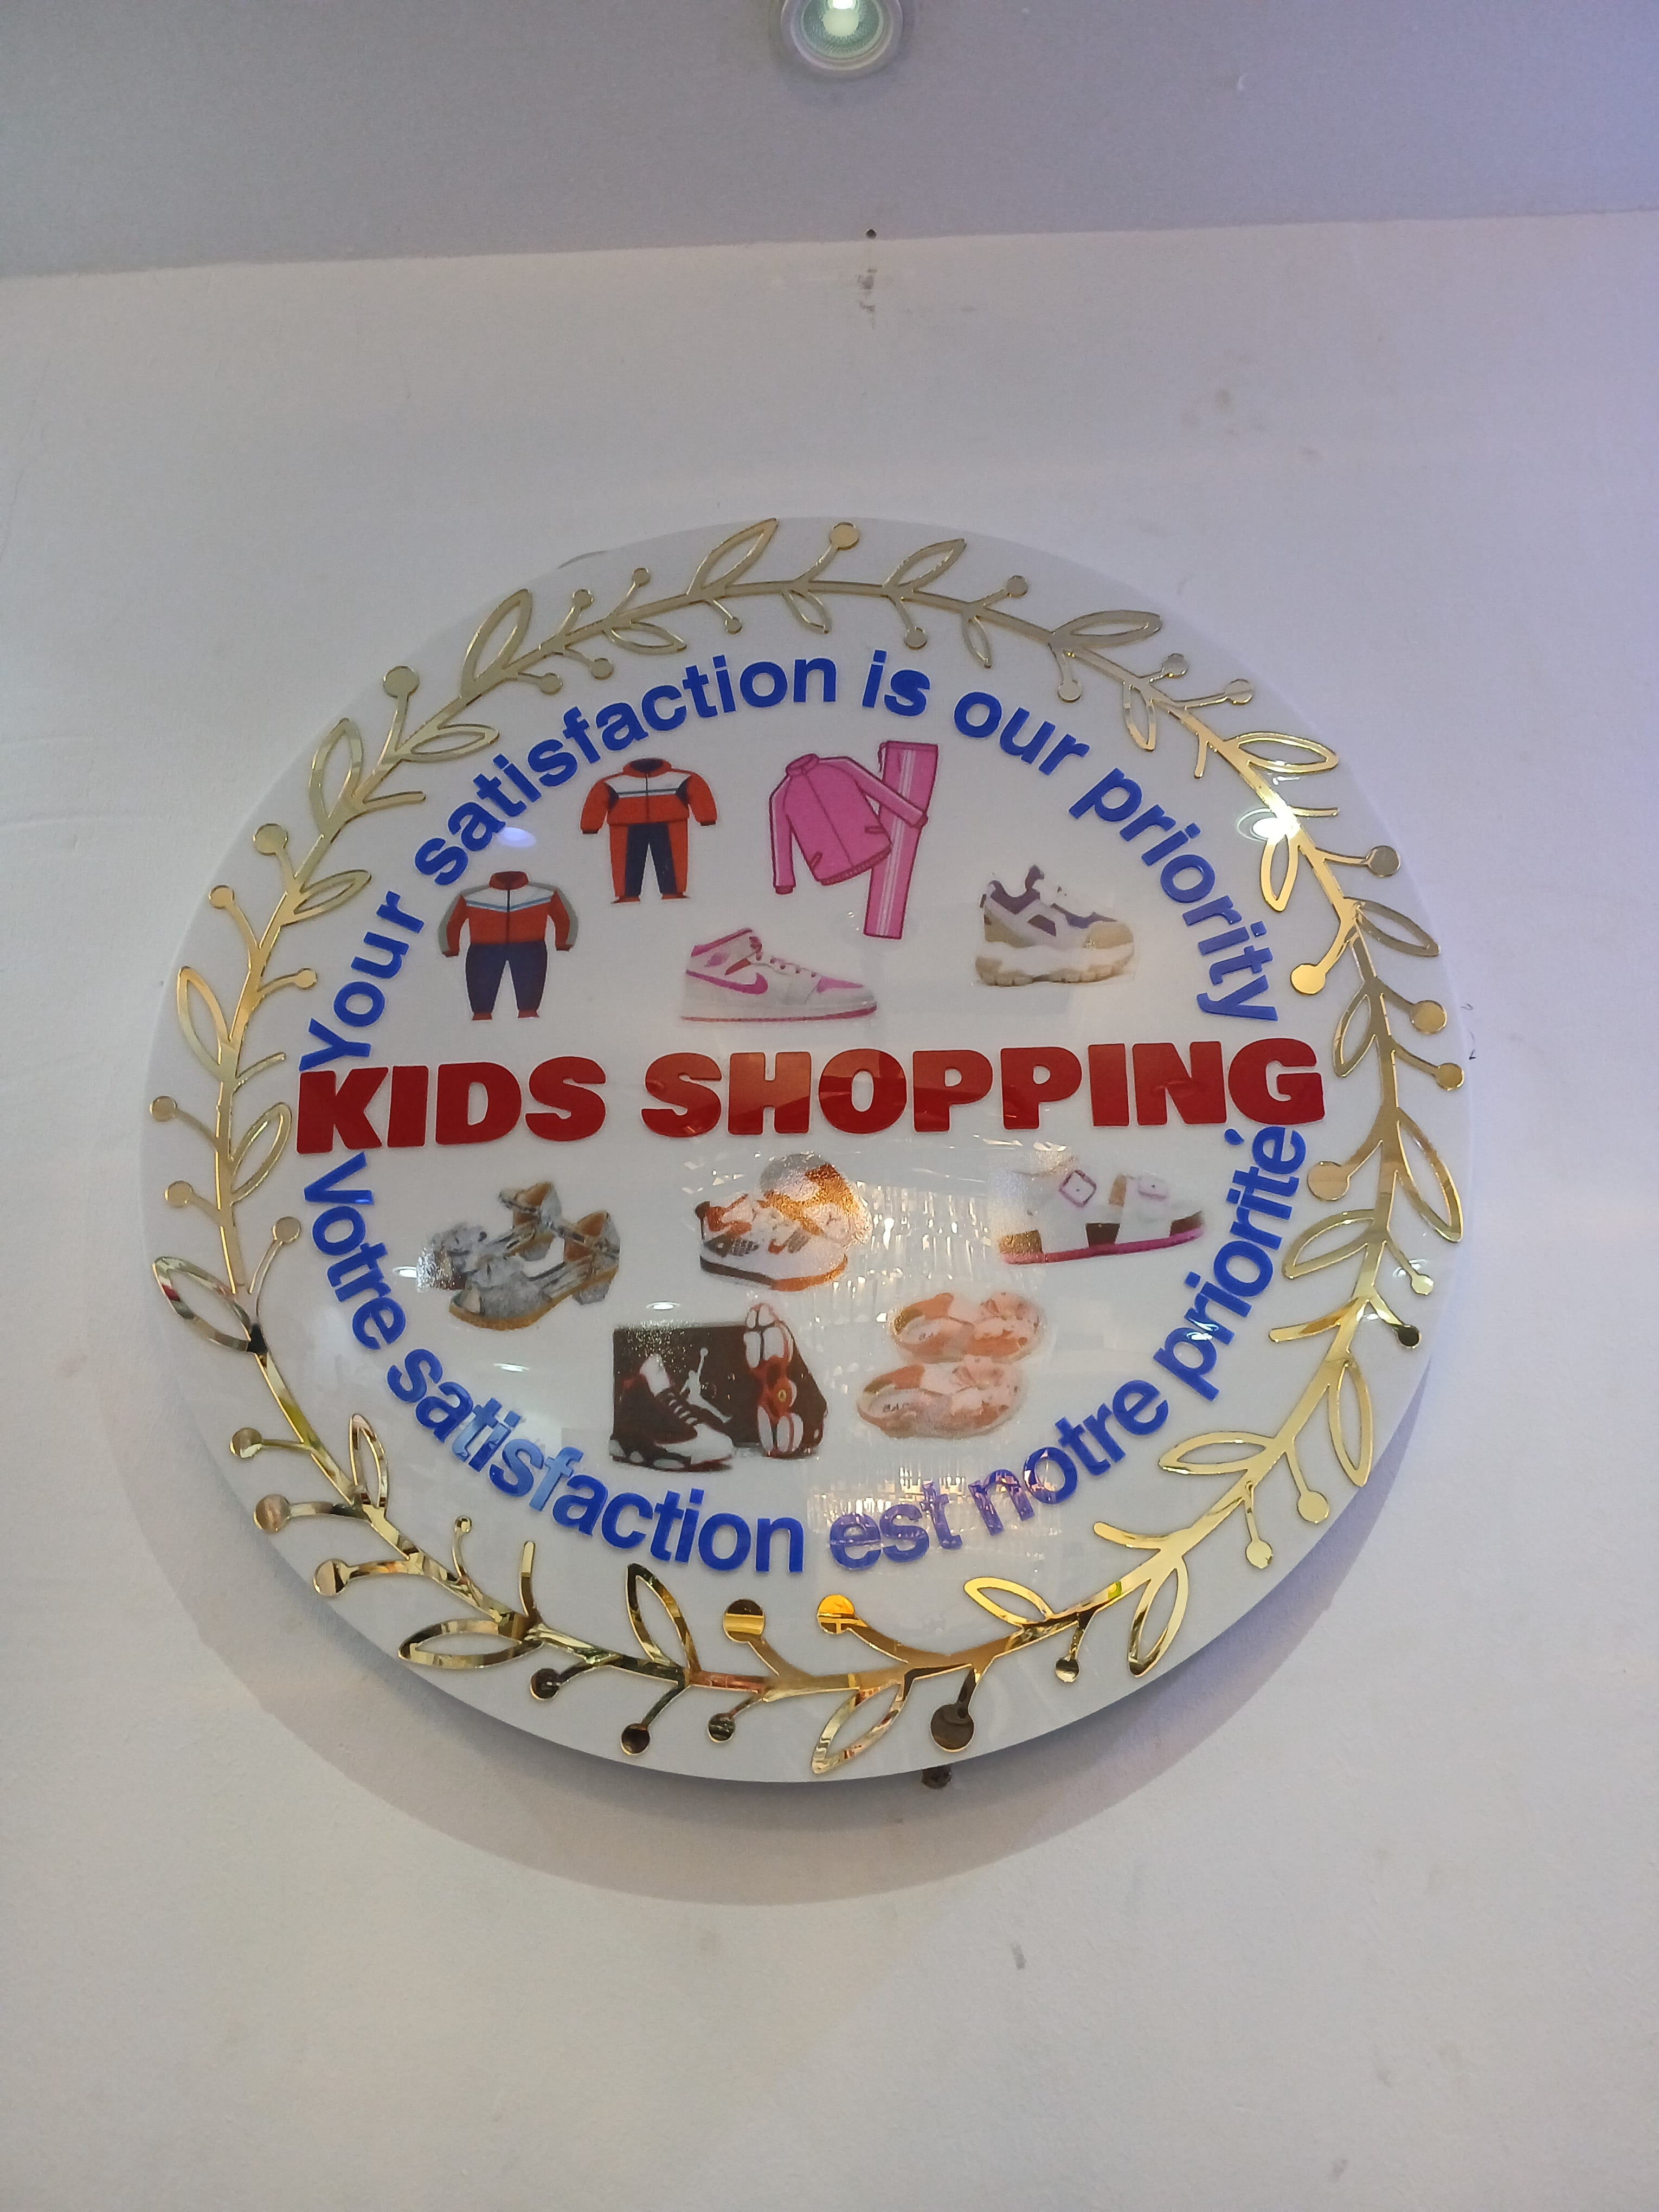 Your satisfaction is our priority
KIDS SHOPPING
Votre satisfaction est notre priorité